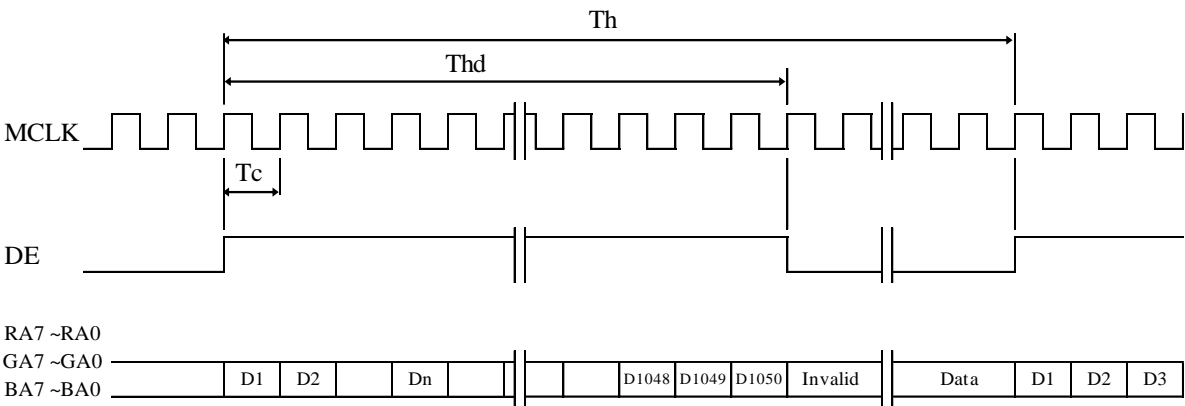 Th
Thd
MCLK
Tc
DE
RA7 ~RA0
GA7 ~GA0
BA7 ~BA0
D1 D2 Dn D1048 D1049 D1050 Invalid Data D1 D2 D3